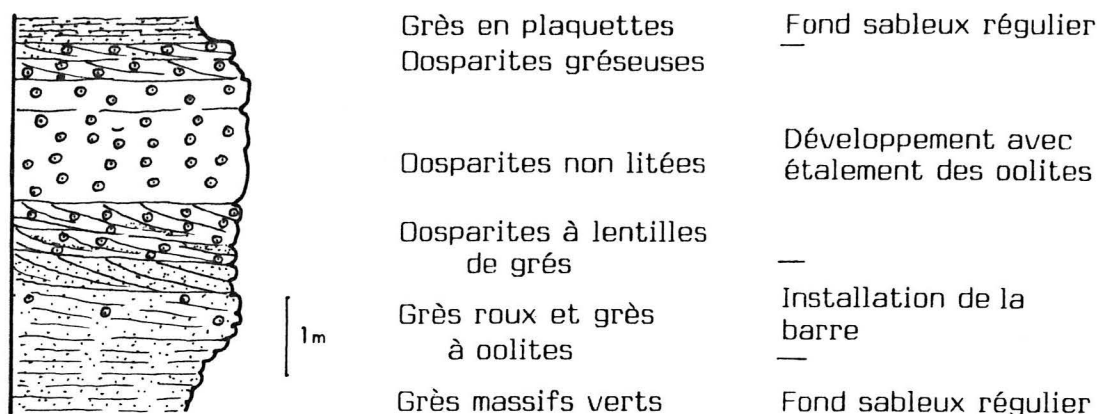 Grès en plaquettes
Fond sableux régulier
Oosparites gréseuses
Oosparites non litées
Développement avec
étalement des oolites
Oosparites à lentilles
de grés
1m
Grès roux et grès
à oolites
Installation de la
barre
Grès massifs verts
Fond sableux régulier